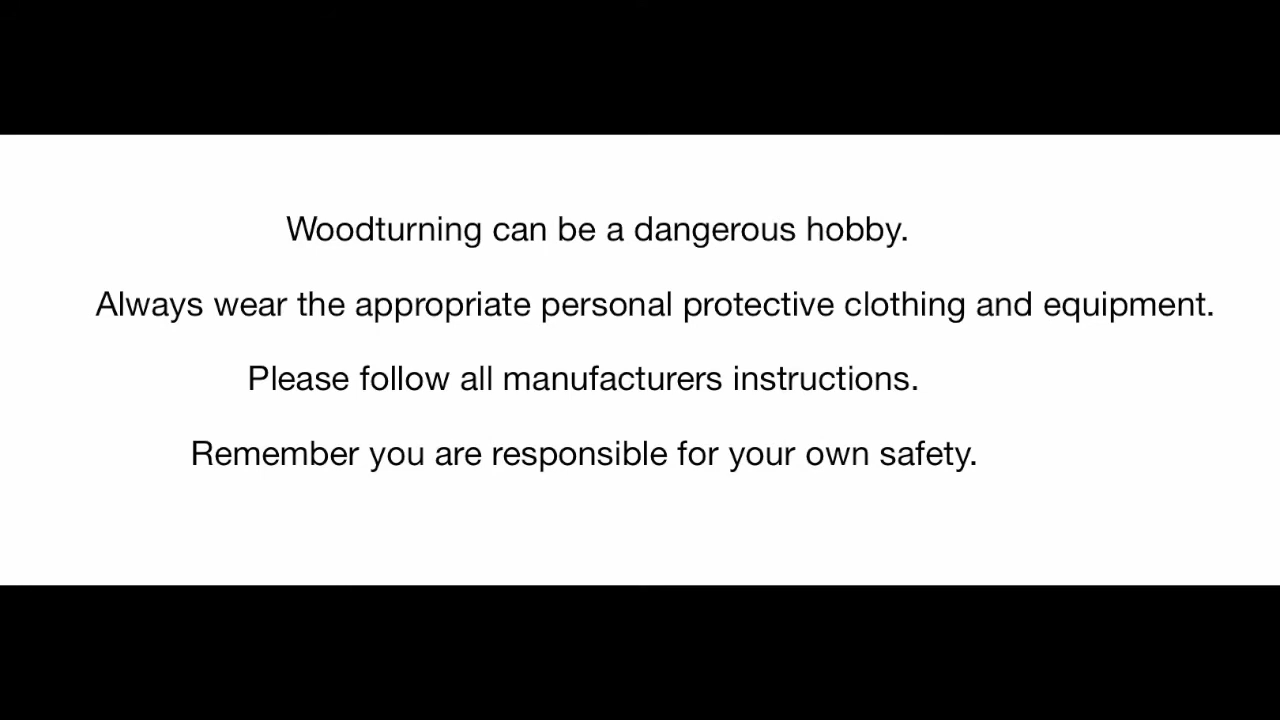 Woodturning can be a dangerous hobby.
Always wear the appropriate personal protective clothing and equipment.
Please follow all manufacturers instructions.
Remember you are responsible for your own safety.